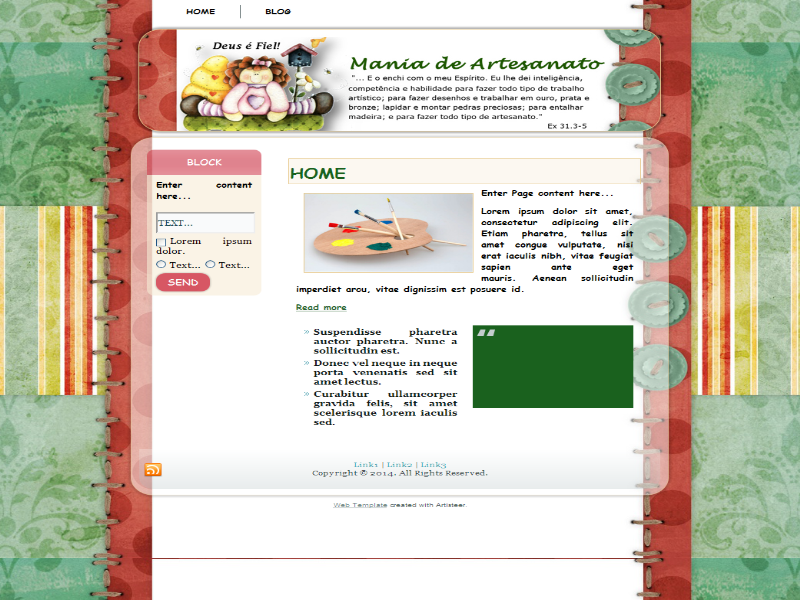 HOME
BLOG
Deus é Fiel!
Mania de Artesanato
"... E o enchi com o meu Espírito. Eu lhe dei inteligência,
competência e habilidade para fazer todo tipo de trabalho
artístico; para fazer desenhos e trabalhar em ouro, prata e
bronze; lapidar e montar pedras preciosas; para entalhar
madeira; e para fazer todo tipo de artesanato."
Ex 31.3-5
BLOCK
Enter content
here...
TEXT...
Lorem ipsum
dolor.
Text... Text...
SEND
HOME
Enter Page content here...
Lorem ipsum dolor sit amet,
consectetur adipiscing elit.
Etiam pharetra, tellus sit
amet congue vulputate, nisi
erat iaculis nibh, vitae feugiat
sapien ante eget
mauris. Aenean sollicitudin
imperdiet arcu, vitae dignissim est posuere id.
Read more
» Suspendisse pharetra
auctor pharetra. Nunc a
sollicitudin est.
» Donec vel neque in neque
porta venenatis sed sit
amet lectus.
» Curabitur ullamcorper
gravida felis, sit amet
scelerisque lorem iaculis
sed.
Link1 | Link2 | Link3
Copyright © 2014. All Rights Reserved.
Web Template created with Artisteer.